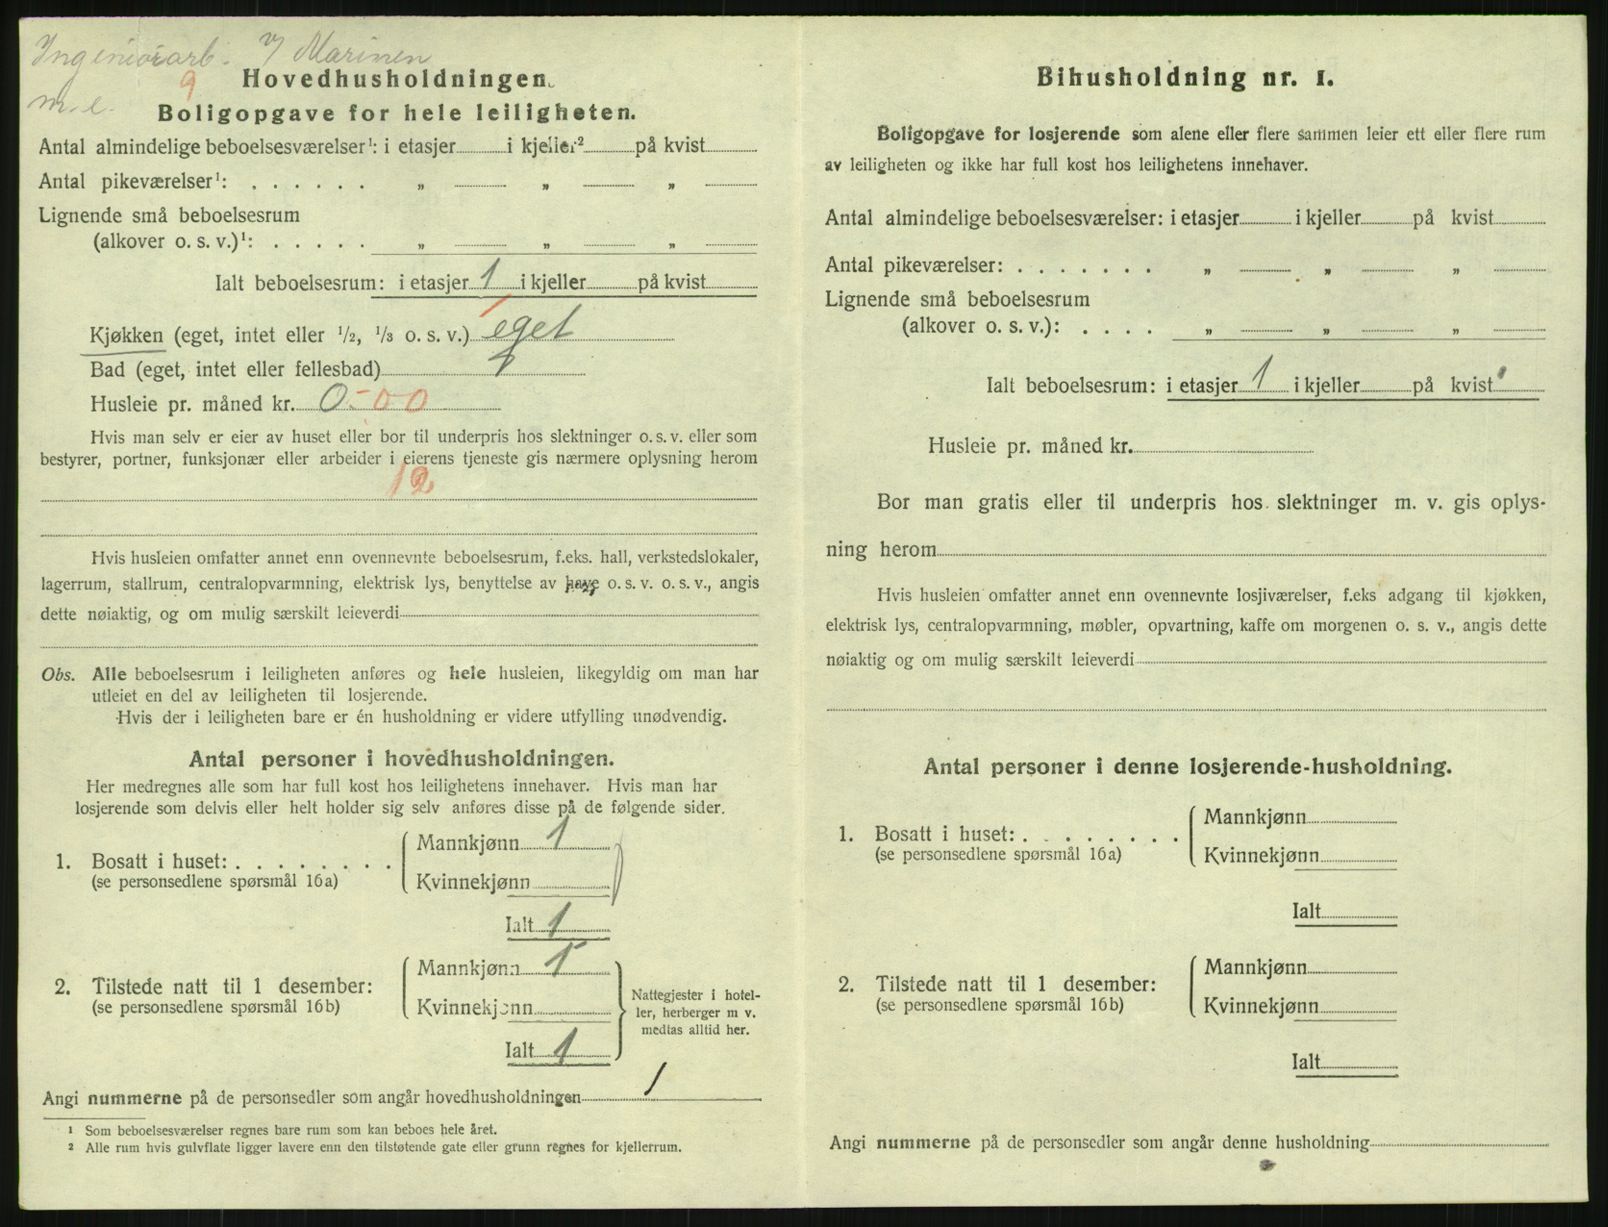 Ingeniørarb. v/ Marinen
9
m.e.
Hovedhusholdningen.
Boligopgave for hele leiligheten.
Antal almindelige beboelsesværelser¹: i etasjer i kjeller² på kvist
Antal pikeværelser¹: . . . . . . „ „ „
Lignende små beboelsesrum
(alkover o. s. v.)¹: . . . . . „ „ „
Ialt beboelsesrum: i etasjer 1 i kjeller på kvist
Kjøkken (eget, intet eller ¹/2, ¹/3 o. s. v.) eget
Bad (eget, intet eller fellesbad)
Husleie pr. måned kr. 0-00
Hvis man selv er eier av huset eller bor til underpris hos slektninger o. s. v. eller som
bestyrer, portner, funksjonær eller arbeider i eierens tjeneste gis nærmere oplysning herom
12
Hvis husleien omfatter annet enn ovennevnte beboelsesrum, f.eks. hall, verkstedslokaler,
lagerrum, stallrum, centralopvarmning, elektrisk lys, benyttelse av have o. s. v. o. s. v., angis
dette nøiaktig, og om mulig særskilt leieverdi
Obs. Alle beboelsesrum i leiligheten anføres og hele husleien, likegyldig om man har
utleiet en del av leiligheten til losjerende.
Hvis der i leiligheten bare er én husholdning er videre utfylling unødvendig.
Antal personer i hovedhusholdningen.
Her medregnes alle som har full kost hos leilighetens innehaver. Hvis man har
losjerende som delvis eller helt holder sig selv anføres disse på de følgende sider.
1. Bosatt i huset: . . . . . . . .
(se personsedlene spørsmål 16a)
Mannkjønn 1
Kvinnekjønn
Ialt 1
2. Tilstede natt til 1 desember:
(se personsedlene spørsmål 16b)
Mannkjønn 1
Kvinnekjønn
Ialt 1
Nattegjester i hotel-
ler, herberger m v.
medtas alltid her.
Angi nummerne på de personsedler som angår hovedhusholdningen 1
¹ Som beboelsesværelser regnes bare rum som kan beboes hele året.
² Alle rum hvis gulvflate ligger lavere enn den tilstøtende gate eller grunn regnes for kjellerrum.
Bihusholdning nr. 1.
Boligopgave for losjerende som alene eller flere sammen leier ett eller flere rum
av leiligheten og ikke har full kost hos leilighetens innehaver.
Antal almindelige beboelsesværelser: i etasjer i kjeller på kvist
Antal pikeværelser: . . . . . . . „ „ „
Lignende små beboelsesrum
(alkover o. s. v.): . . . . „ „ „
Ialt beboelsesrum: i etasjer 1 i kjeller på kvist
Husleie pr. måned kr.
Bor man gratis eller til underpris hos slektninger m. v. gis oplys-
ning herom
Hvis husleien omfatter annet enn ovennevnte losjiværelser, f.eks adgang til kjøkken,
elektrisk lys, centralopvarmning, møbler, opvartning, kaffe om morgenen o. s. v., angis dette
nøiaktig og om mulig særskilt leieverdi
Antal personer i denne losjerende-husholdning.
1. Bosatt i huset: . . . . . . . .
(se personsedlene spørsmål 16a)
Mannkjønn
Kvinnekjønn
Ialt
2. Tilstede natt til 1 desember:
(se personsedlene spørsmål 16b)
Mannkjønn
Kvinnekjønn
Ialt
Angi nummerne på de personsedler som angår denne husholdning